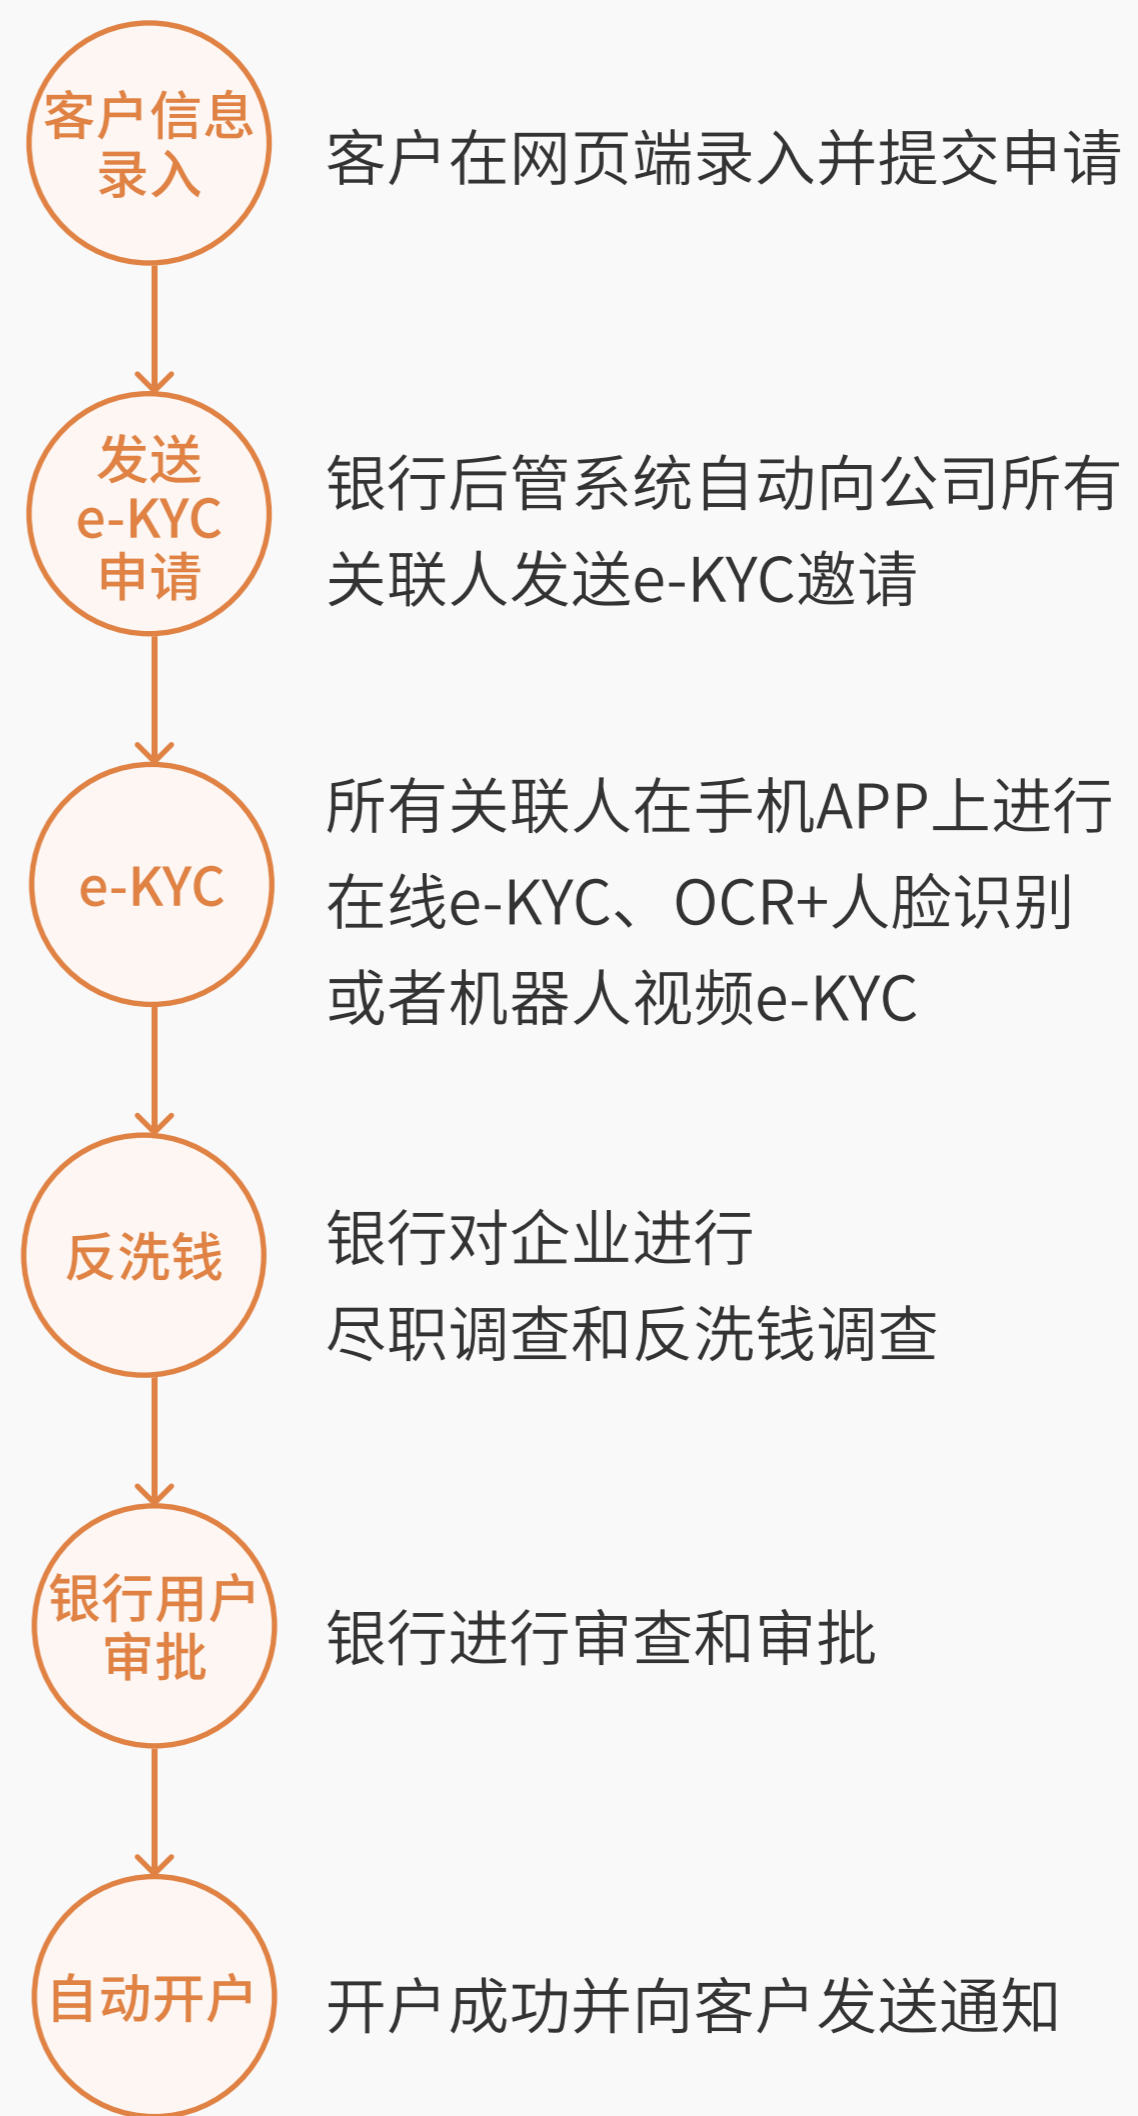 客户信息
录入
客户在网页端录入并提交申请
发送
e-KYC
申请
银行后管系统自动向公司所有
关联人发送e-KYC邀请
e-KYC
所有关联人在手机APP上进行
在线e-KYC、OCR+人脸识别
或者机器人视频e-KYC
反洗钱
银行对企业进行
尽职调查和反洗钱调查
银行用户
审批
银行进行审查和审批
自动开户
开户成功并向客户发送通知